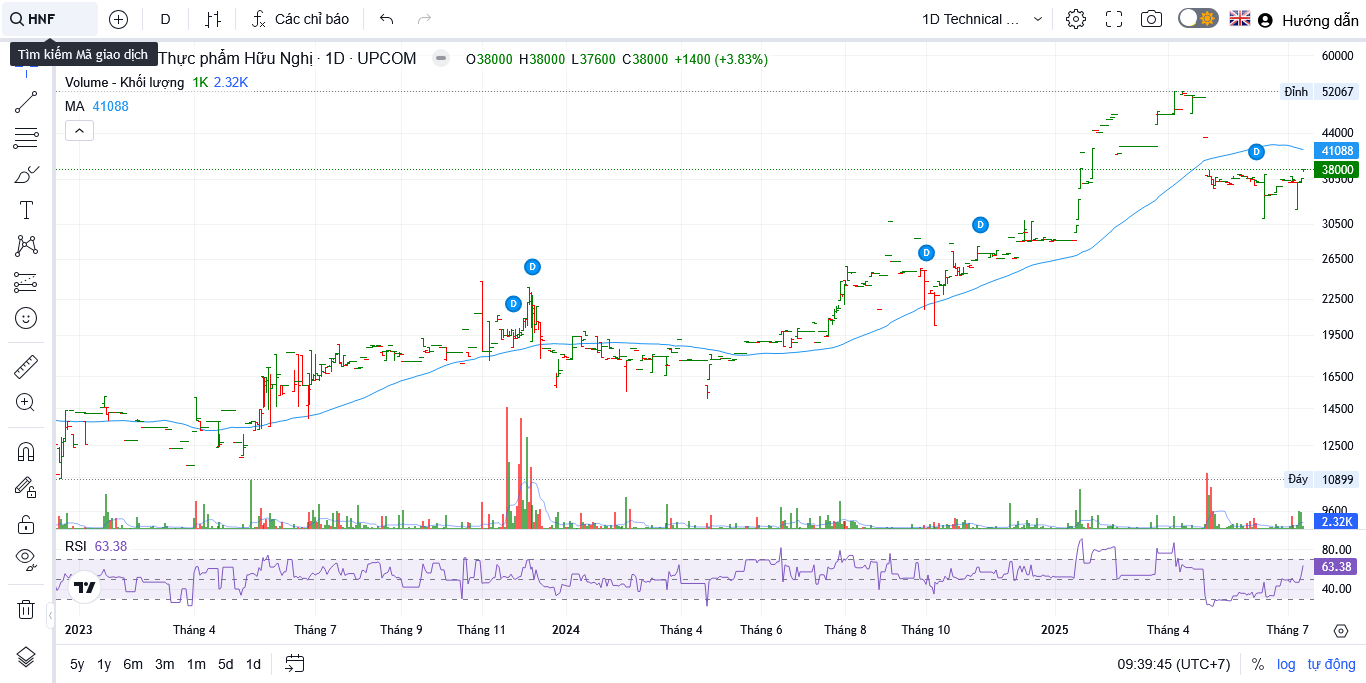 HNF
D
Các chỉ báo
1D Technical ...
Hướng dẫn
Tìm kiếm Mã giao dịch
Thực phẩm Hữu Nghị · 1D · UPCOM
O38000 H38000 L37600 C38000 +1400 (+3.83%)
Volume - Khối lượng 1K 2.32K
MA 41088
60000
Đỉnh 52067
44000
41088
38000
30500
26500
22500
19500
16500
14500
12500
Đáy 10899
9600
2.32K
D
D
D
D
D
RSI 63.38
80.00
63.38
40.00
2023 Tháng 4 Tháng 7 Tháng 9 Tháng 11 2024 Tháng 4 Tháng 6 Tháng 8 Tháng 10 2025 Tháng 4 Tháng 7
5y 1y 6m 3m 1m 5d 1d
09:39:45 (UTC+7) % log tự động